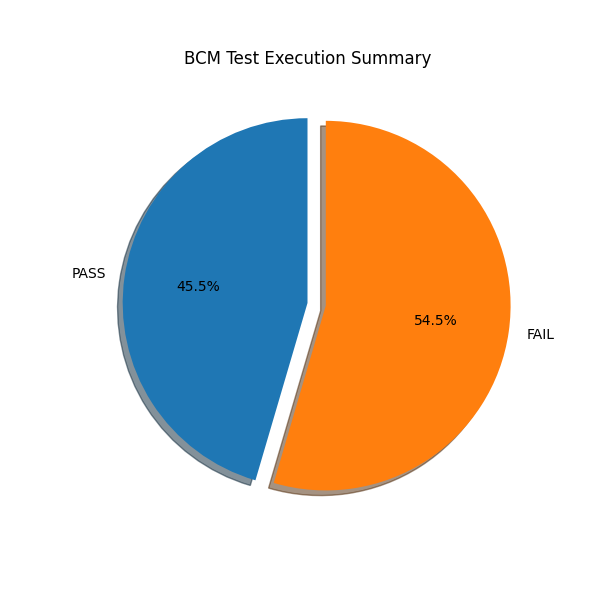 BCM Test Execution Summary
PASS
45.5%
54.5%
FAIL